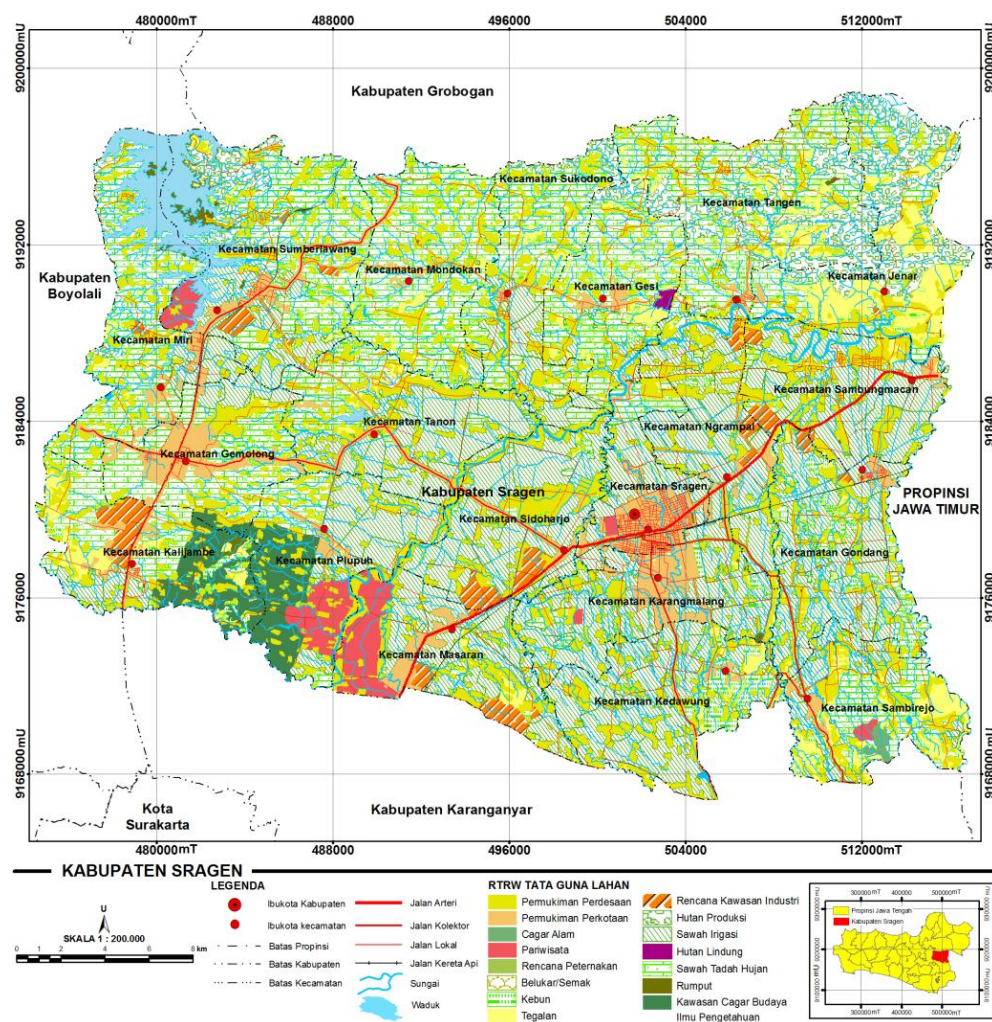 480000mT
488000
496000
504000
512000mT
9200000mU
9200000mU
Kabupaten Grobogan
Kecamatan Sukodono
Kecamatan Tangen
9192000
Kecamatan Sumberlawang
9192000
Kecamatan Mondokan
Kabupaten
Boyolali
Kecamatan Gesi
Kecamatan Jenar
Kecamatan Miri
Kecamatan Sambungmacan
9184000
Kecamatan Tanon
Kecamatan Ngrampal
9184000
Kecamatan Gemolong
Kabupaten Sragen
Kecamatan Sragen
PROPINSI
JAWA TIMUR
Kecamatan Sidoharjo
Kecamatan Kalijambe
Kecamatan Plupuh
Kecamatan Gondang
9176000
Kecamatan Karangmalang
9176000
Kecamatan Masaran
Kecamatan Kedawung
Kecamatan Sambirejo
9168000mU
9168000mU
Kota
Surakarta
Kabupaten Karanganyar
480000mT
488000
496000
504000
512000mT
KABUPATEN SRAGEN
LEGENDA
U
SKALA 1 : 200.000
0
2
4
6
8 km
Ibukota Kabupaten
Ibukota kecamatan
Batas Propinsi
Batas Kabupaten
Batas Kecamatan
Jalan Arteri
Jalan Kolektor
Jalan Lokal
Jalan Kereta Api
Sungai
Waduk
RTRW TATA GUNA LAHAN
Permukiman Perdesaan
Permukiman Perkotaan
Cagar Alam
Pariwisata
Rencana Peternakan
Belukar/Semak
Kebun
Tegalan
Rencana Kawasan Industri
Hutan Produksi
Sawah Irigasi
Hutan Lindung
Sawah Tadah Hujan
Rumput
Kawasan Cagar Budaya
Ilmu Pengetahuan
300000mT
400000
500000mT
Propinsi Jawa Tengah
Kabupaten Sragen
9200000
9200000
300000mT
400000
500000mT